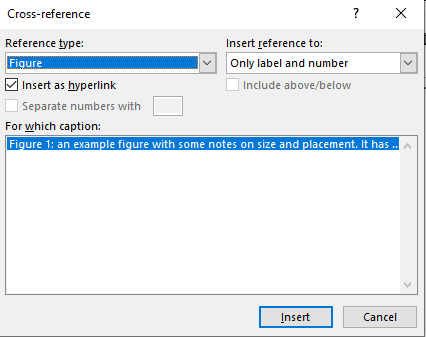 Cross-reference
Reference type:
Insert reference to:
Figure
Only label and number
Insert as hyperlink
Include above/below
Separate numbers with
For which caption:
Figure 1: an example figure with some notes on size and placement. It has ...
Insert
Cancel